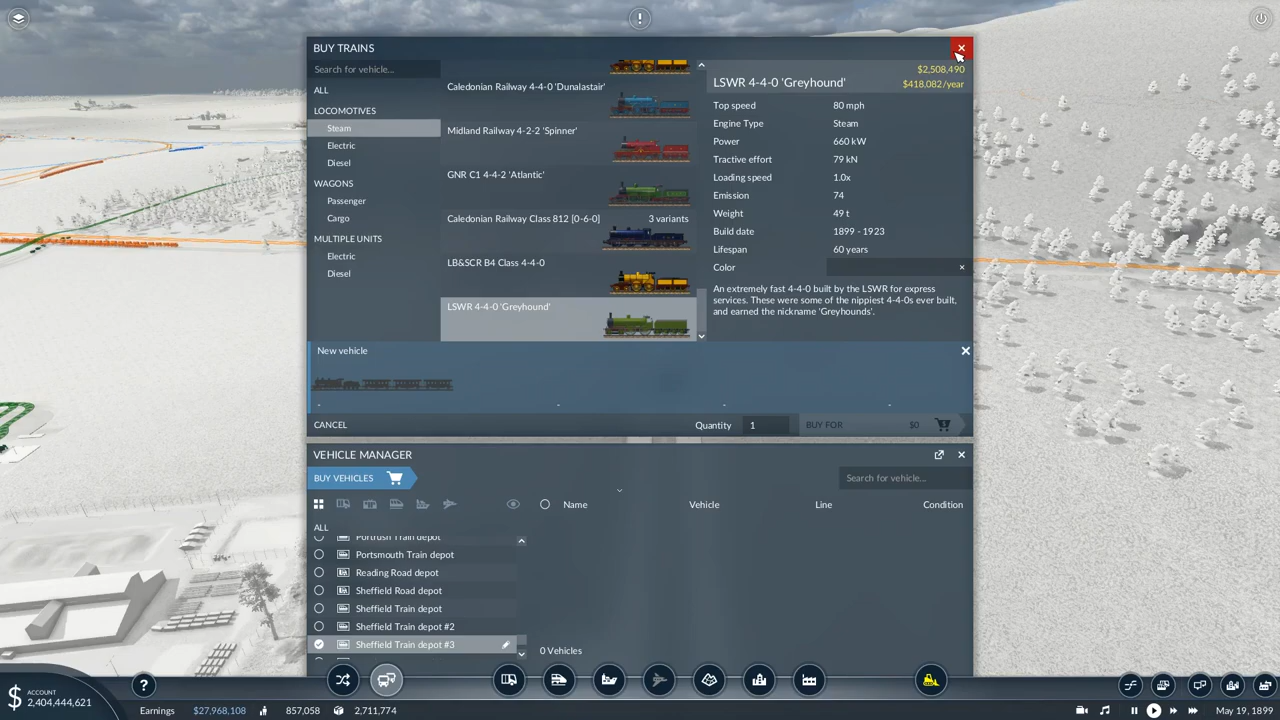 BUY TRAINS
Search for vehicle...
ALL
LOCOMOTIVES
Steam
Electric
Diesel
WAGONS
Passenger
Cargo
MULTIPLE UNITS
Electric
Diesel
Caledonian Railway 4-4-0 'Dunalastair'
Midland Railway 4-2-2 'Spinner'
GNR C1 4-4-2 'Atlantic'
Caledonian Railway Class 812 [0-6-0] 3 variants
LB&SCR B4 Class 4-4-0
LSWR 4-4-0 'Greyhound'
$2,508,490
LSWR 4-4-0 'Greyhound' $418,082/year
Top speed 80 mph
Engine Type Steam
Power 660 kW
Tractive effort 79 kN
Loading speed 1.0x
Emission 74
Weight 49 t
Build date 1899 - 1923
Lifespan 60 years
Color
An extremely fast 4-4-0 built by the LSWR for express
services. These were some of the nippiest 4-4-0s ever built,
and earned the nickname 'Greyhounds'.
New vehicle
- - - -
CANCEL Quantity 1 BUY FOR $0
VEHICLE MANAGER
BUY VEHICLES Search for vehicle...
Name Vehicle Line Condition
ALL
Portrush Train depot
Portsmouth Train depot
Reading Road depot
Sheffield Road depot
Sheffield Train depot
Sheffield Train depot #2
Sheffield Train depot #3
0 Vehicles
$ ACCOUNT
2,404,444,621
?
Earnings $27,968,108 857,058 2,711,774
May 19, 1899